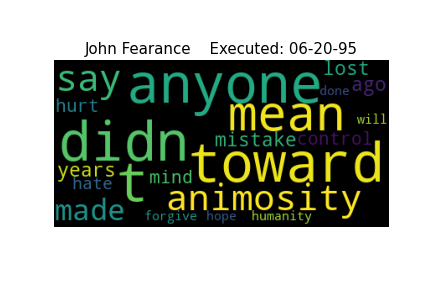 John Fearance    Executed: 06-20-95
say anyone lost
done ago
hurt mean will
didn mistake control
years t toward
hate mind
made animosity
forgive hope humanity